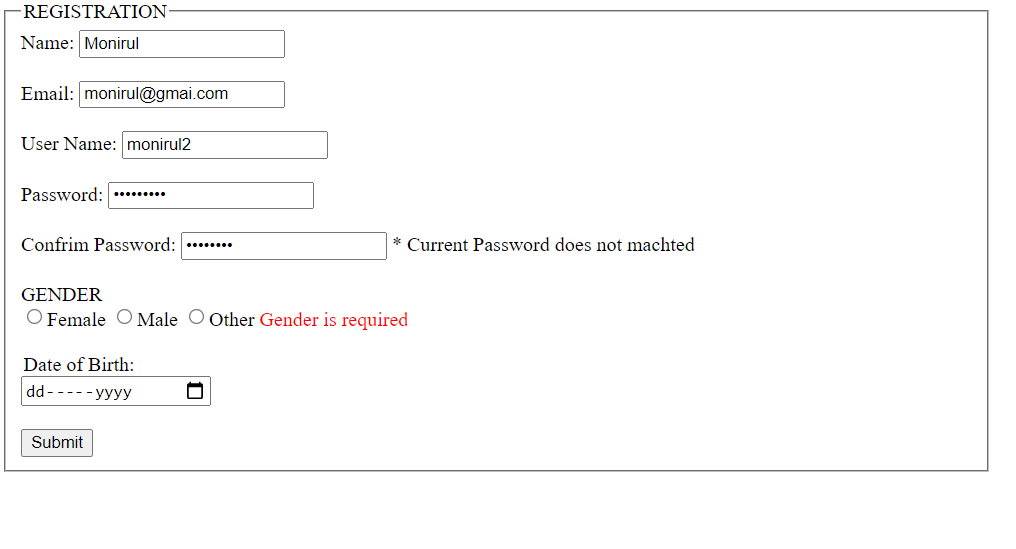 REGISTRATION
Name: Monirul
Email: monirul@gmai.com
User Name: monirul2
Password: •••••••••
Confrim Password: •••••••• * Current Password does not machted
GENDER
Female Male Other Gender is required
Date of Birth:
dd-----yyyy
Submit